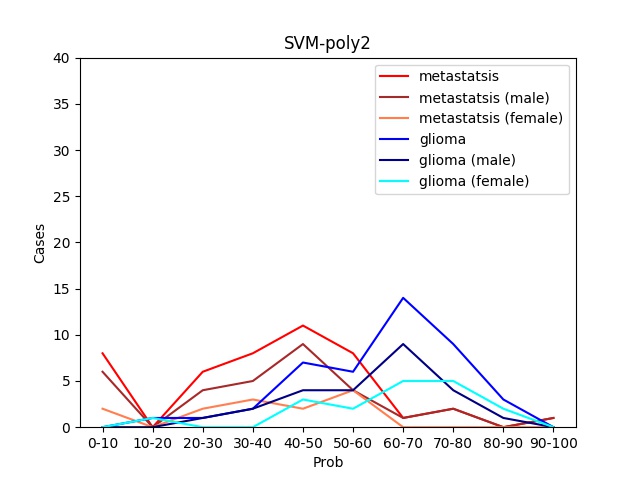 SVM-poly2
40
35
30
25
20
15
10
5
0
Cases
metastatsis
metastatsis (male)
metastatsis (female)
glioma
glioma (male)
glioma (female)
0-10 10-20 20-30 30-40 40-50 50-60 60-70 70-80 80-90 90-100
Prob